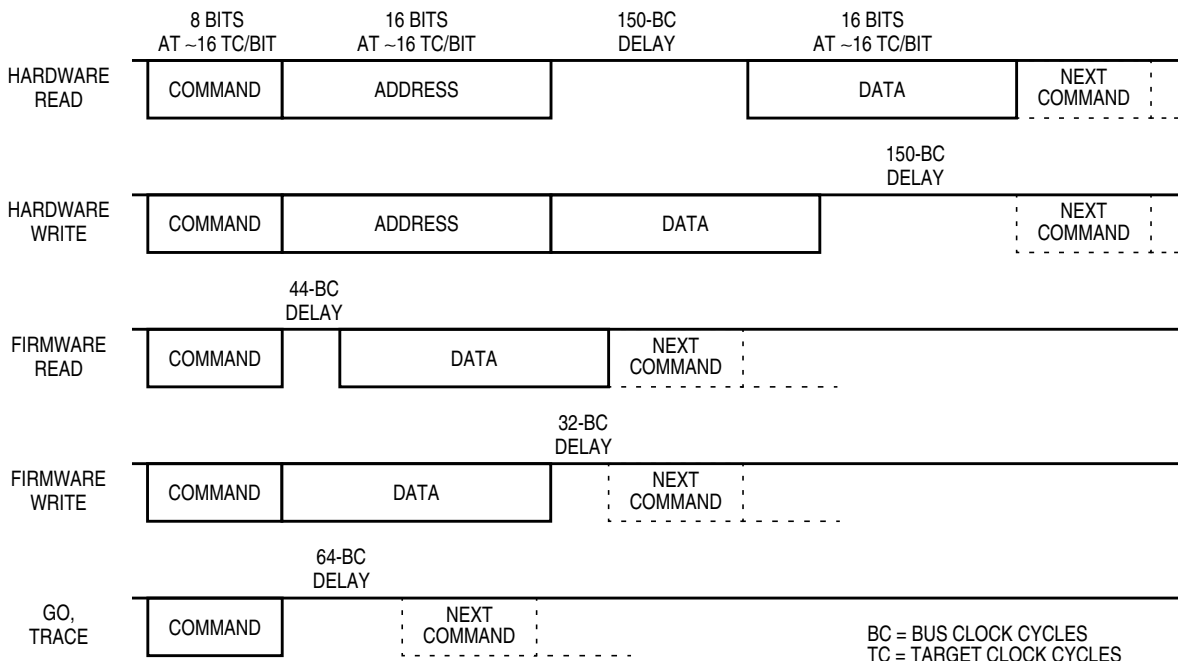 8 BITS
AT ~16 TC/BIT
16 BITS
AT ~16 TC/BIT
150-BC
DELAY
16 BITS
AT ~16 TC/BIT
HARDWARE
READ
COMMAND
ADDRESS
DATA
NEXT
COMMAND
150-BC
DELAY
HARDWARE
WRITE
COMMAND
ADDRESS
DATA
NEXT
COMMAND
44-BC
DELAY
FIRMWARE
READ
COMMAND
DATA
NEXT
COMMAND
32-BC
DELAY
FIRMWARE
WRITE
COMMAND
DATA
NEXT
COMMAND
64-BC
DELAY
GO,
TRACE
COMMAND
NEXT
COMMAND
BC = BUS CLOCK CYCLES
TC = TARGET CLOCK CYCLES